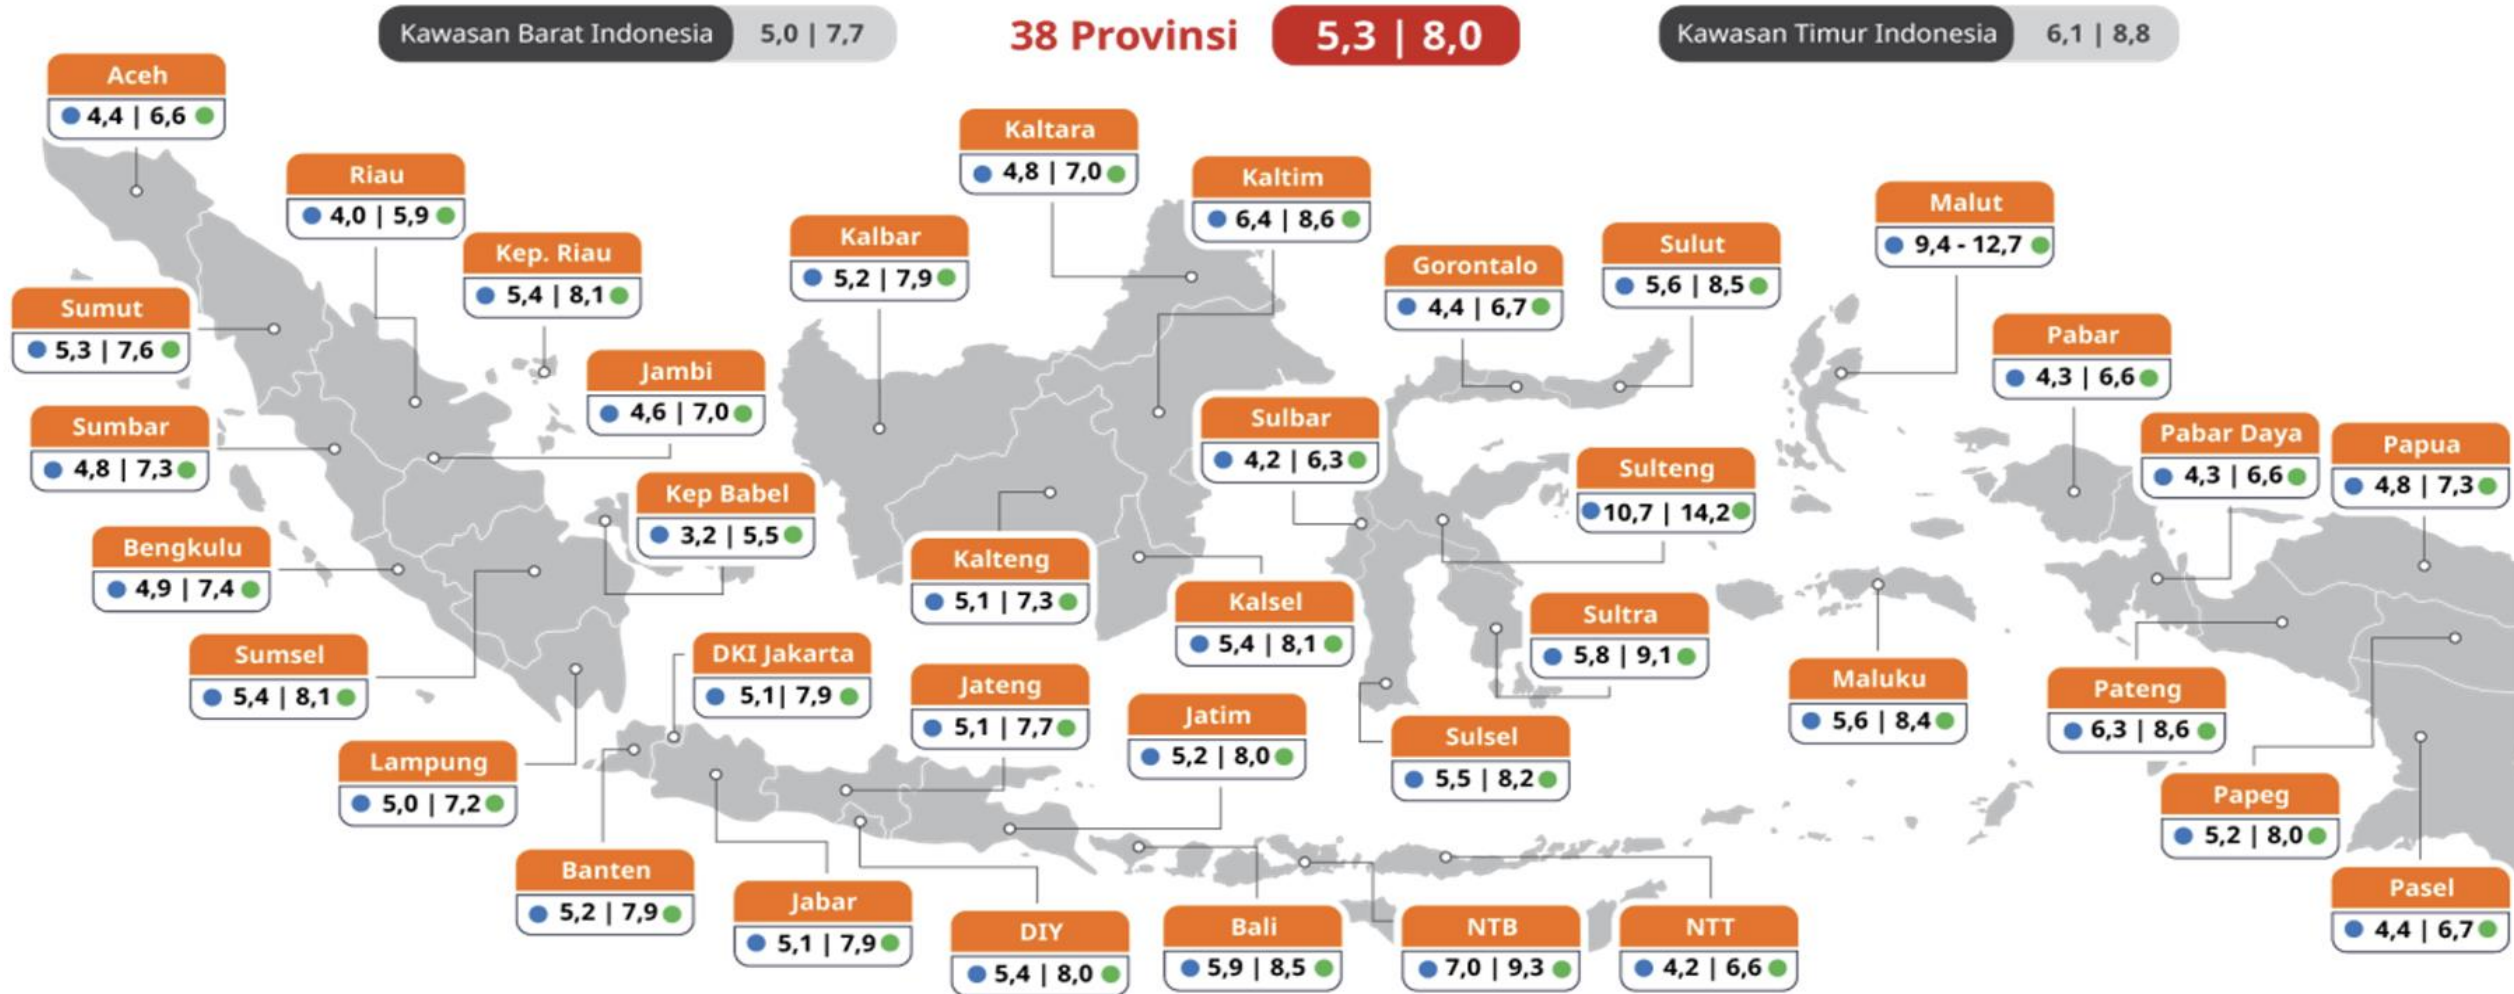 Kawasan Barat Indonesia 5,0 | 7,7
38 Provinsi 5,3 | 8,0
Kawasan Timur Indonesia 6,1 | 8,8
Aceh
4,4 | 6,6
Riau
4,0 | 5,9
Kep. Riau
5,4 | 8,1
Sumut
5,3 | 7,6
Jambi
4,6 | 7,0
Sumbar
4,8 | 7,3
Kep Babel
3,2 | 5,5
Bengkulu
4,9 | 7,4
Sumsel
5,4 | 8,1
Lampung
5,0 | 7,2
DKI Jakarta
5,1| 7,9
Banten
5,2 | 7,9
Jabar
5,1 | 7,9
Jateng
5,1 | 7,7
DIY
5,4 | 8,0
Jatim
5,2 | 8,0
Bali
5,9 | 8,5
NTB
7,0 | 9,3
NTT
4,2 | 6,6
Kaltara
4,8 | 7,0
Kaltim
6,4 | 8,6
Kalbar
5,2 | 7,9
Kalteng
5,1 | 7,3
Kalsel
5,4 | 8,1
Gorontalo
4,4 | 6,7
Sulut
5,6 | 8,5
Sulbar
4,2 | 6,3
Sulteng
10,7 | 14,2
Sultra
5,8 | 9,1
Sulsel
5,5 | 8,2
Malut
9,4 - 12,7
Maluku
5,6 | 8,4
Pabar
4,3 | 6,6
Pabar Daya
4,3 | 6,6
Papua
4,8 | 7,3
Pateng
6,3 | 8,6
Papeg
5,2 | 8,0
Pasel
4,4 | 6,7